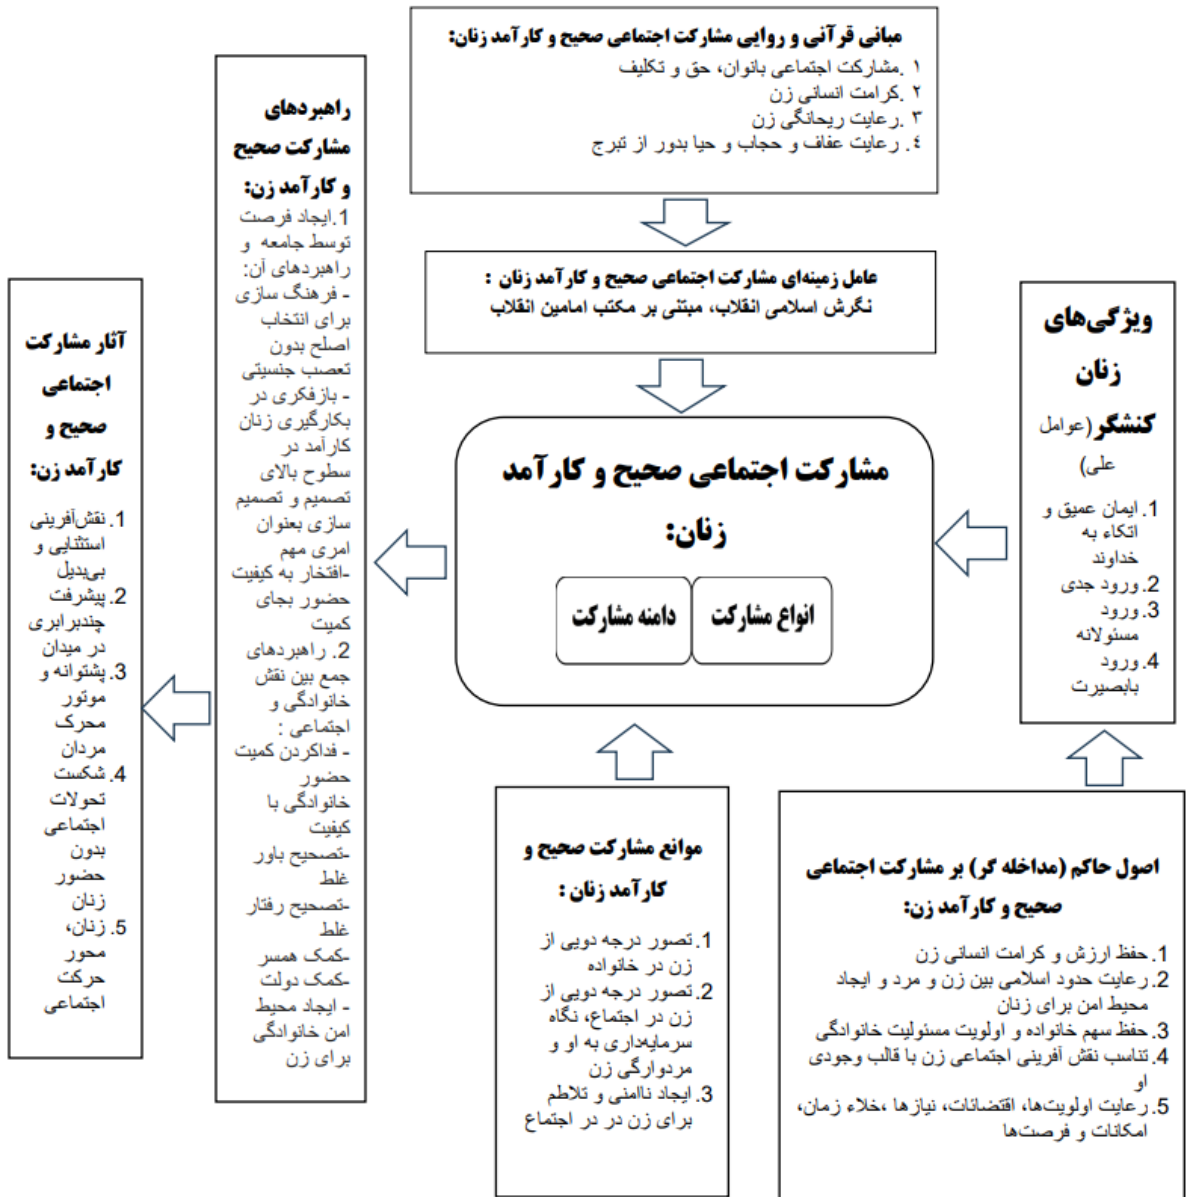 مبانی قرآنی و روایی مشارکت اجتماعی صحیح و کارآمد زنان:
۱ .مشارکت اجتماعی بانوان، حق و تکلیف
۲ .کرامت انسانی زن
۳ .رعایت ریحانگی زن
٤. رعایت عفاف و حجاب و حیا بدور از تبرج
عامل زمینه‌ای مشارکت اجتماعی صحیح و کارآمد زنان :
نگرش اسلامی انقلاب، مبتنی بر مکتب امامین انقلاب
ویژگی‌های
زنان
کنشگر (عوامل
علی)
1. ایمان عمیق و
اتکاء به
خداوند
2. ورود جدی
3. ورود
مسئولانه
4. ورود
بابصیرت
مشارکت اجتماعی صحیح و کارآمد
زنان:
انواع مشارکت
دامنه مشارکت
اصول حاکم (مداخله گر) بر مشارکت اجتماعی
صحیح و کارآمد زن:
1. حفظ ارزش و کرامت انسانی زن
2. رعایت حدود اسلامی بین زن و مرد و ایجاد
محیط امن برای زنان
3. حفظ سهم خانواده و اولویت مسئولیت خانوادگی
4. تناسب نقش آفرینی اجتماعی زن با قالب وجودی
او
5. رعایت اولویت‌ها، اقتضائات، نیازها ،خلاء زمان،
امکانات و فرصت‌ها
موانع مشارکت صحیح و
کارآمد زنان :
1. تصور درجه دویی از
زن در خانواده
2. تصور درجه دویی از
زن در اجتماع، نگاه
سرمایه‌داری به او و
مردوارگی زن
3. ایجاد ناامنی و تلاطم
برای زن در در اجتماع
راهبردهای
مشارکت صحیح
و کارآمد زن:
1.ایجاد فرصت
توسط جامعه و
راهبردهای آن:
- فرهنگ سازی
برای انتخاب
اصلح بدون
تعصب جنسیتی
- بازفکری در
بکارگیری زنان
کارآمد در
سطوح بالای
تصمیم و تصمیم
سازی بعنوان
امری مهم
-افتخار به کیفیت
حضور بجای
کمیت
2. راهبردهای
جمع بین نقش
خانوادگی و
اجتماعی :
- فداکردن کمیت
حضور
خانوادگی با
کیفیت
-تصحیح باور
غلط
-تصحیح رفتار
غلط
-کمک همسر
-کمک دولت
- ایجاد محیط
امن خانوادگی
برای زن
آثار مشارکت
اجتماعی
صحیح و
کارآمد زن:
1. نقش‌آفرینی
استثنایی و
بی‌بدیل
2. پیشرفت
چندبرابری
در میدان
3. پشتوانه و
موتور
محرک
مردان
4. شکست
تحولات
اجتماعی
بدون
حضور
زنان
5. زنان،
محور
حرکت
اجتماعی